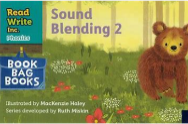 Read
Write
Inc.
Phonics
Sound
Blending 2
BOOK
BAG
BOOKS
Illustrated by MacKenzie Haley
Series developed by Ruth Miskin